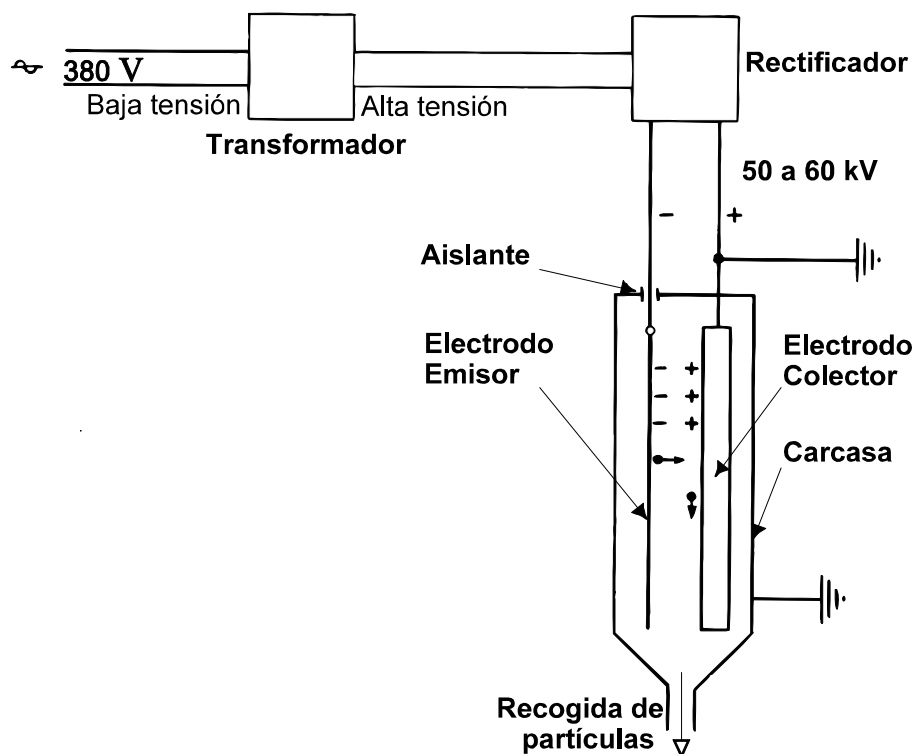 380 V
Baja tensión
Alta tensión
Transformador
Rectificador
50 a 60 kV
- +
Aislante
Electrodo
Emisor
Electrodo
Colector
- +
- +
- +
Carcasa
Recogida de
partículas